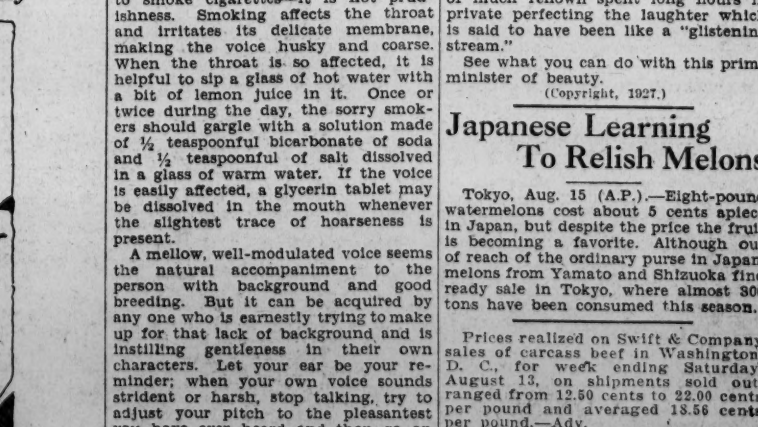 ishness. Smoking affects the throat
and irritates its delicate membrane,
making the voice husky and coarse.
When the throat is so affected, it is
helpful to sip a glass of hot water with
a bit of lemon juice in it. Once or
twice during the day, the sorry smok-
ers should gargle with a solution made
of ½ teaspoonful bicarbonate of soda
and ½ teaspoonful of salt dissolved
in a glass of warm water. If the voice
is easily affected, a glycerin tablet may
be dissolved in the mouth whenever
the slightest trace of hoarseness is
present.
A mellow, well-modulated voice seems
the natural accompaniment to the
person with background and good
breeding. But it can be acquired by
any one who is earnestly trying to make
up for that lack of background and is
instilling gentleness in their own
characters. Let your ear be your re-
minder; when your own voice sounds
strident or harsh, stop talking, try to
adjust your pitch to the pleasantest
private perfecting the laughter
is said to have been like a "glistenin
stream."
See what you can do with this prim
minister of beauty.
(Copyright, 1927.)
Japanese Learning
To Relish Melons
Tokyo, Aug. 15 (A.P.).—Eight-poun
watermelons cost about 5 cents apiec
in Japan, but despite the price the frui
is becoming a favorite. Although ou
of reach of the ordinary purse in Japan
melons from Yamato and Shizuoka fin
ready sale in Tokyo, where almost 30
tons have been consumed this season.
Prices realized on Swift & Company
sales of carcass beef in Washington
D. C., for week ending Saturday
August 13, on shipments sold out
ranged from 12.50 cents to 22.00 cent
per pound and averaged 18.56 cent
per pound.—Adv.